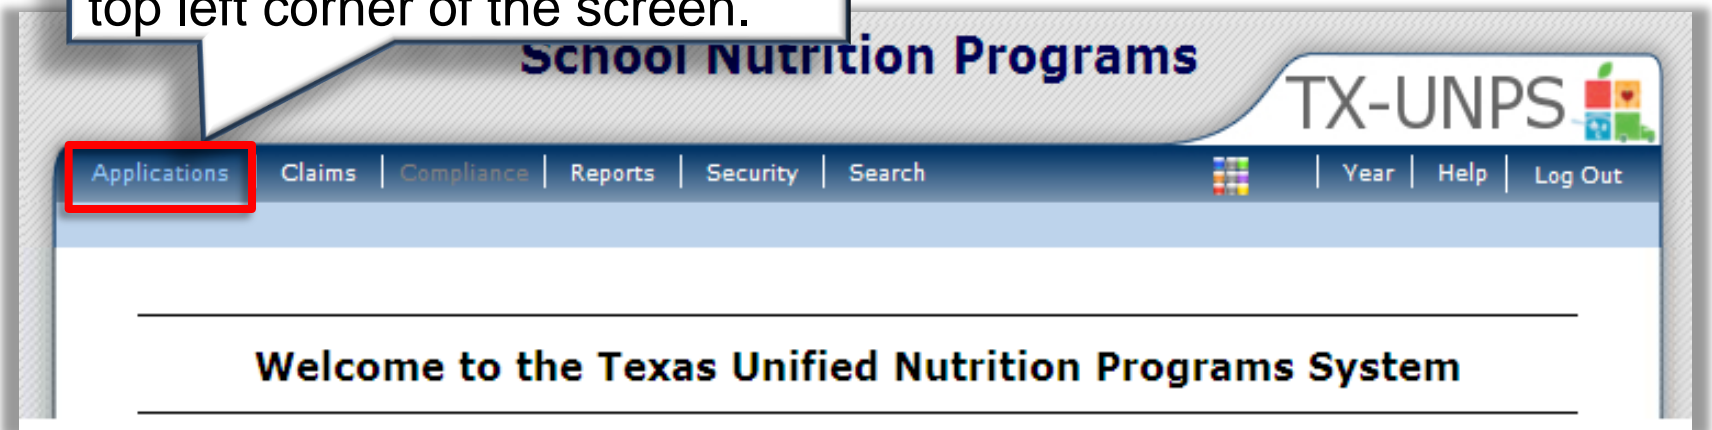 top left corner of the screen.
School Nutrition Programs
TX-UNPS
Applications Claims | Compliance | Reports | Security | Search | Year | Help | Log Out
Welcome to the Texas Unified Nutrition Programs System